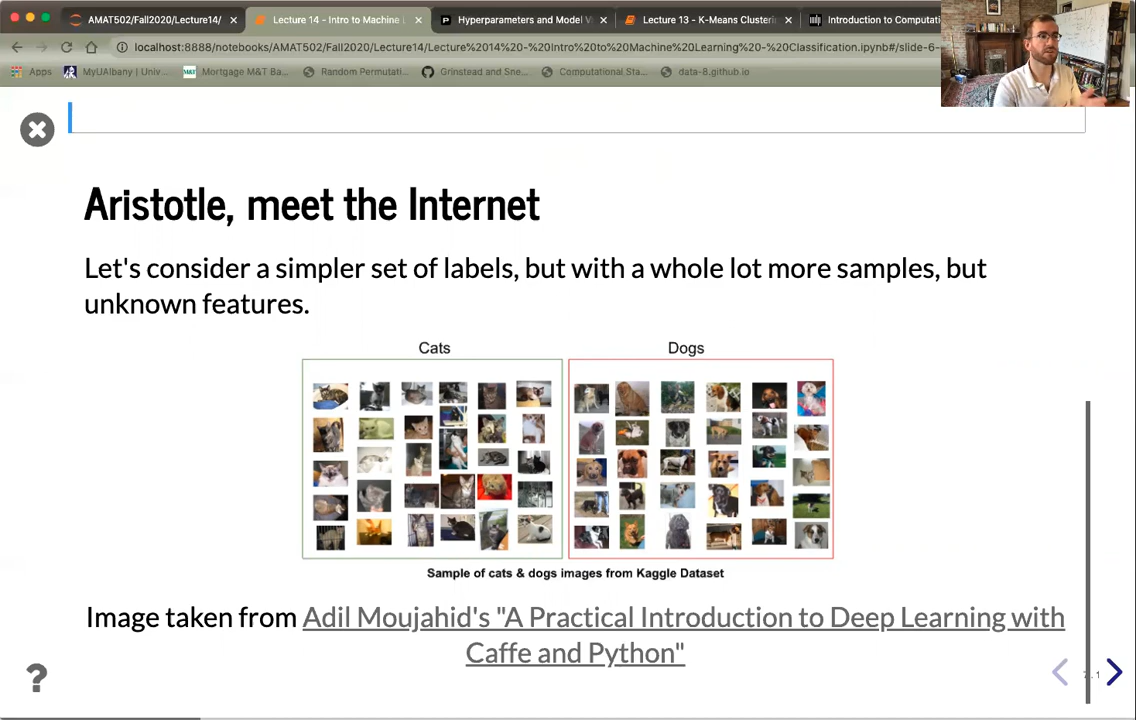 AMAT502/Fall2020/Lecture14/
Lecture 14 - Intro to Machine L
Hyperparameters and Model V
Lecture 13 - K-Means Clusteri
Introduction to Computati
localhost:8888/notebooks/AMAT502/Fall2020/Lecture14/Lecture%2014%20-%20Intro%20to%20Machine%20Learning%20-%20Classification.ipynb#/slide-6-
Apps
MyUAlbany | Univ...
M&T
Mortgage M&T Ba...
Random Permutati...
Grinstead and Sne...
Computational Sta...
data-8.github.io
Aristotle, meet the Internet
Let's consider a simpler set of labels, but with a whole lot more samples, but
unknown features.
Cats
Dogs
Sample of cats & dogs images from Kaggle Dataset
Image taken from Adil Moujahid's "A Practical Introduction to Deep Learning with
Caffe and Python"
?